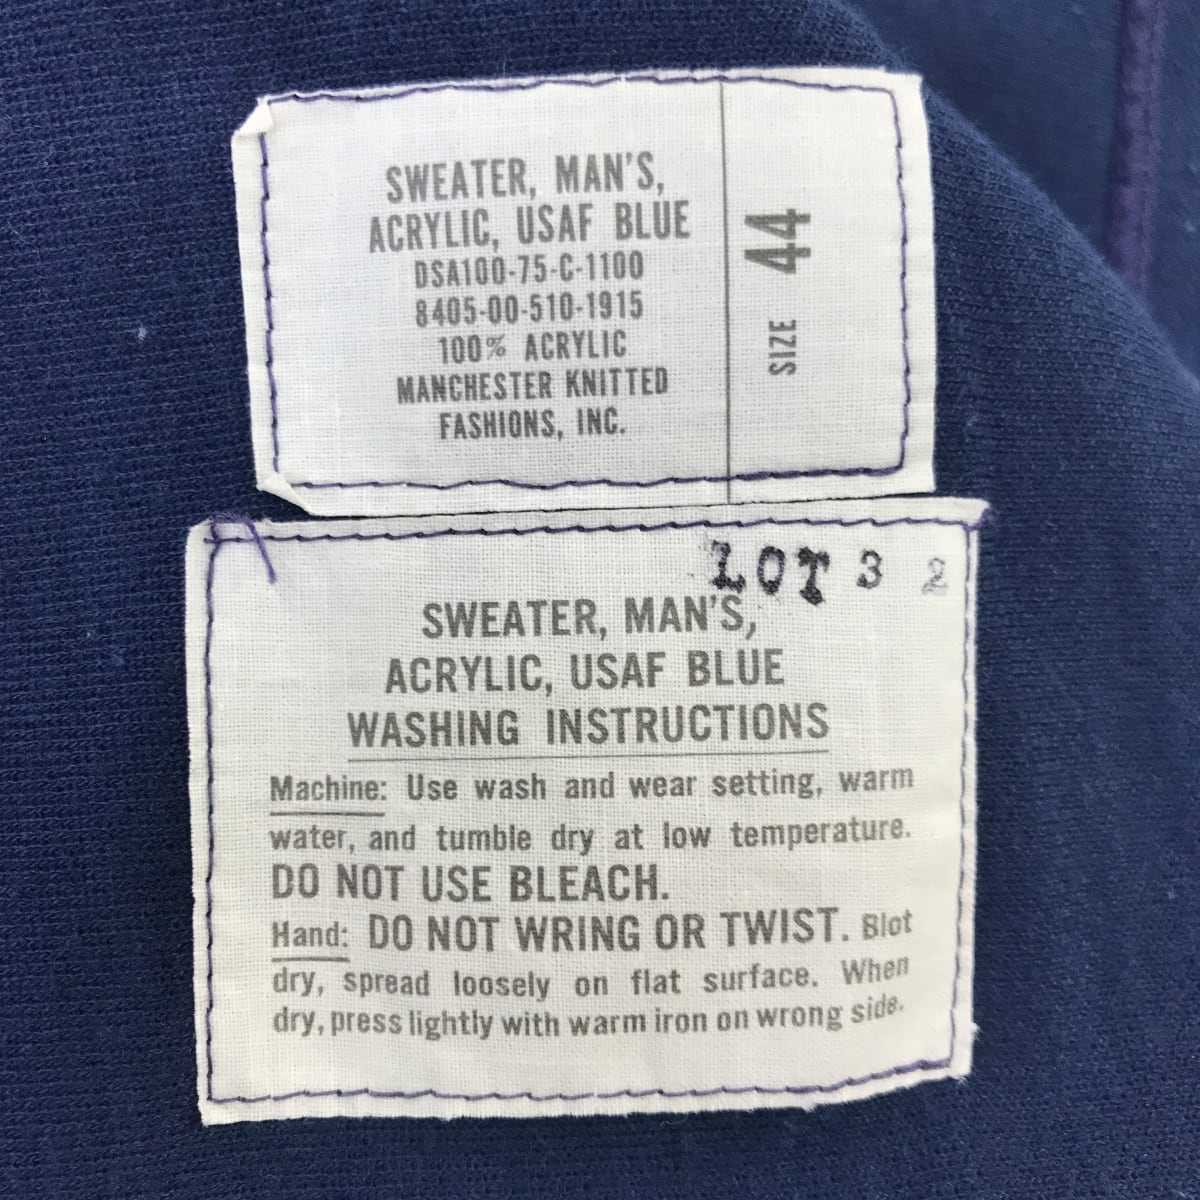 SWEATER, MAN'S,
ACRYLIC, USAF BLUE
DSA100-75-C-1100
8405-00-510-1915
100% ACRYLIC
MANCHESTER KNITTED
FASHIONS, INC.
SIZE 44
LOT 3 2
SWEATER, MAN'S,
ACRYLIC, USAF BLUE
WASHING INSTRUCTIONS
Machine: Use wash and wear setting, warm
water, and tumble dry at low temperature.
DO NOT USE BLEACH.
Hand: DO NOT WRING OR TWIST. Blot
dry, spread loosely on flat surface. When
dry, press lightly with warm iron on wrong side.